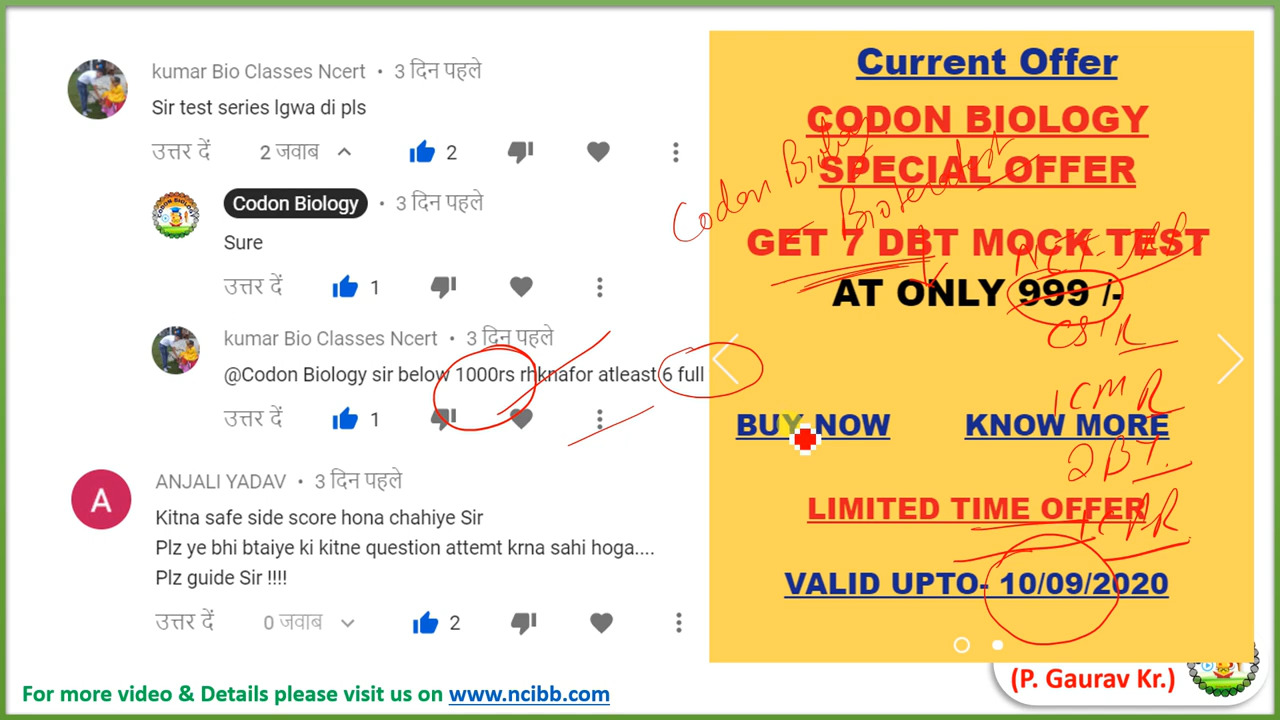 kumar Bio Classes Ncert • 3 दिन पहले
Sir test series lgwa di pls
उत्तर दें 2 जवाब 2
Codon Biology • 3 दिन पहले
Sure
उत्तर दें 1
kumar Bio Classes Ncert • 3 दिन पहले
@Codon Biology sir below 1000rs rhknafor atleast 6 full
उत्तर दें 1
A
ANJALI YADAV • 3 दिन पहले
Kitna safe side score hona chahiye Sir
Plz ye bhi btaiye ki kitne question attemt krna sahi hoga....
Plz guide Sir !!!!
उत्तर दें 0 जवाब 2
Current Offer
CODON BIOLOGY
SPECIAL OFFER
GET 7 DBT MOCK TEST
AT ONLY 999 /-
BUY NOW KNOW MORE
LIMITED TIME OFFER
VALID UPTO- 10/09/2020
Codon Biology
ICMR
DBT
(P. Gaurav Kr.)
For more video & Details please visit us on www.ncibb.com